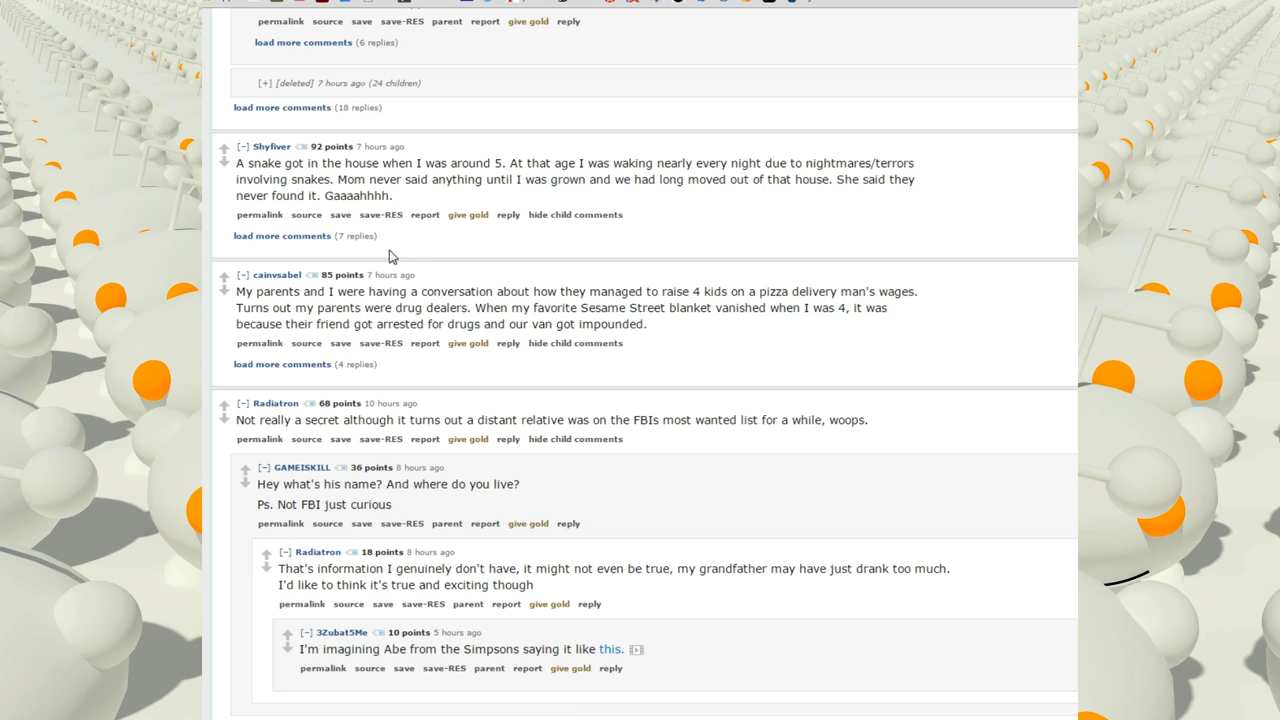 permalink source save save-RES parent report give gold reply
load more comments (6 replies)
[+] [deleted] 7 hours ago (24 children)
load more comments (18 replies)
[−] Shyfiver 92 points 7 hours ago
A snake got in the house when I was around 5. At that age I was waking nearly every night due to nightmares/terrors
involving snakes. Mom never said anything until I was grown and we had long moved out of that house. She said they
never found it. Gaaaahhhh.
permalink source save save-RES report give gold reply hide child comments
load more comments (7 replies)
[−] cainvsabel 85 points 7 hours ago
My parents and I were having a conversation about how they managed to raise 4 kids on a pizza delivery man's wages.
Turns out my parents were drug dealers. When my favorite Sesame Street blanket vanished when I was 4, it was
because their friend got arrested for drugs and our van got impounded.
permalink source save save-RES report give gold reply hide child comments
load more comments (4 replies)
[−] Radiatron 68 points 10 hours ago
Not really a secret although it turns out a distant relative was on the FBIs most wanted list for a while, woops.
permalink source save save-RES report give gold reply hide child comments
[−] GAMEISKILL 36 points 8 hours ago
Hey what's his name? And where do you live?
Ps. Not FBI just curious
permalink source save save-RES parent report give gold reply
[−] Radiatron 18 points 8 hours ago
That's information I genuinely don't have, it might not even be true, my grandfather may have just drank too much.
I'd like to think it's true and exciting though
permalink source save save-RES parent report give gold reply
[−] 3Zubat5Me 10 points 5 hours ago
I'm imagining Abe from the Simpsons saying it like this.
permalink source save save-RES parent report give gold reply